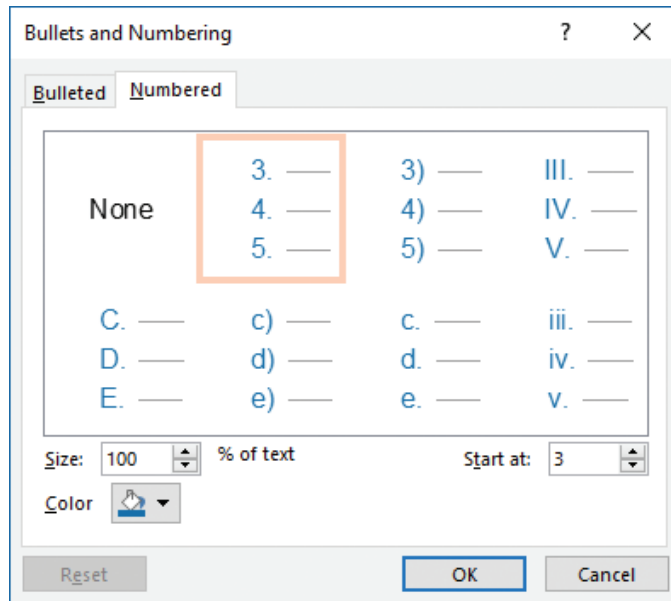 Bullets and Numbering ?
Bulleted Numbered
None
3.
4.
5.
3)
4)
5)
III.
IV.
V.
C.
D.
E.
c)
d)
e)
c.
d.
e.
iii.
iv.
v.
Size: 100 % of text Start at: 3
Color
Reset OK Cancel